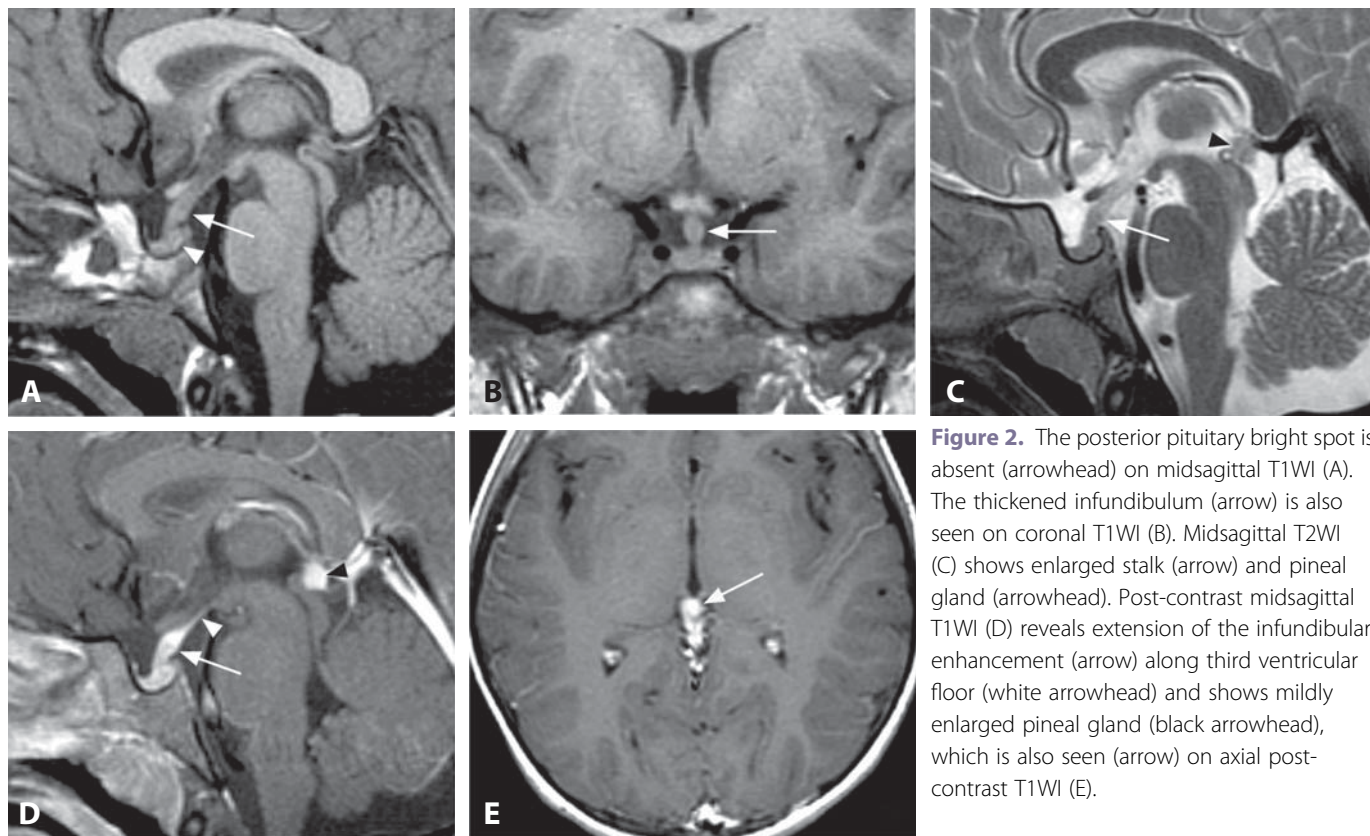 A
B
C
D
E
Figure 2. The posterior pituitary bright spot is
absent (arrowhead) on midsagittal T1WI (A).
The thickened infundibulum (arrow) is also
seen on coronal T1WI (B). Midsagittal T2WI
(C) shows enlarged stalk (arrow) and pineal
gland (arrowhead). Post-contrast midsagittal
T1WI (D) reveals extension of the infundibular
enhancement (arrow) along third ventricular
floor (white arrowhead) and shows mildly
enlarged pineal gland (black arrowhead),
which is also seen (arrow) on axial post-
contrast T1WI (E).